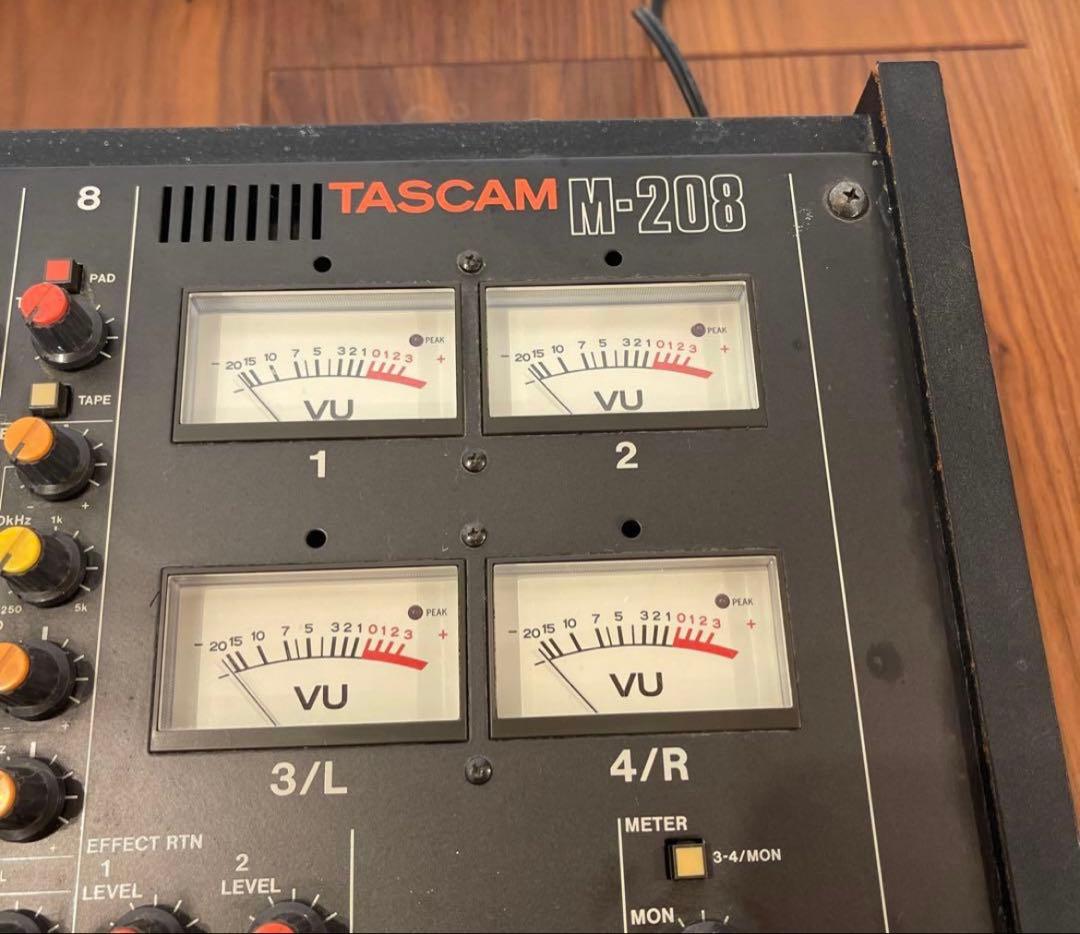 8
TASCAM M-208
PAD
- 20 15 10 7 5 3 2 1 0 1 2 3 +
PEAK
VU
1
- 20 15 10 7 5 3 2 1 0 1 2 3 +
PEAK
VU
2
TAPE
- +
0kHz 1k
250 5k
- +
- 20 15 10 7 5 3 2 1 0 1 2 3 +
PEAK
VU
3/L
- 20 15 10 7 5 3 2 1 0 1 2 3 +
PEAK
VU
4/R
+
EFFECT RTN
1
LEVEL
2
LEVEL
METER
3-4/MON
MON